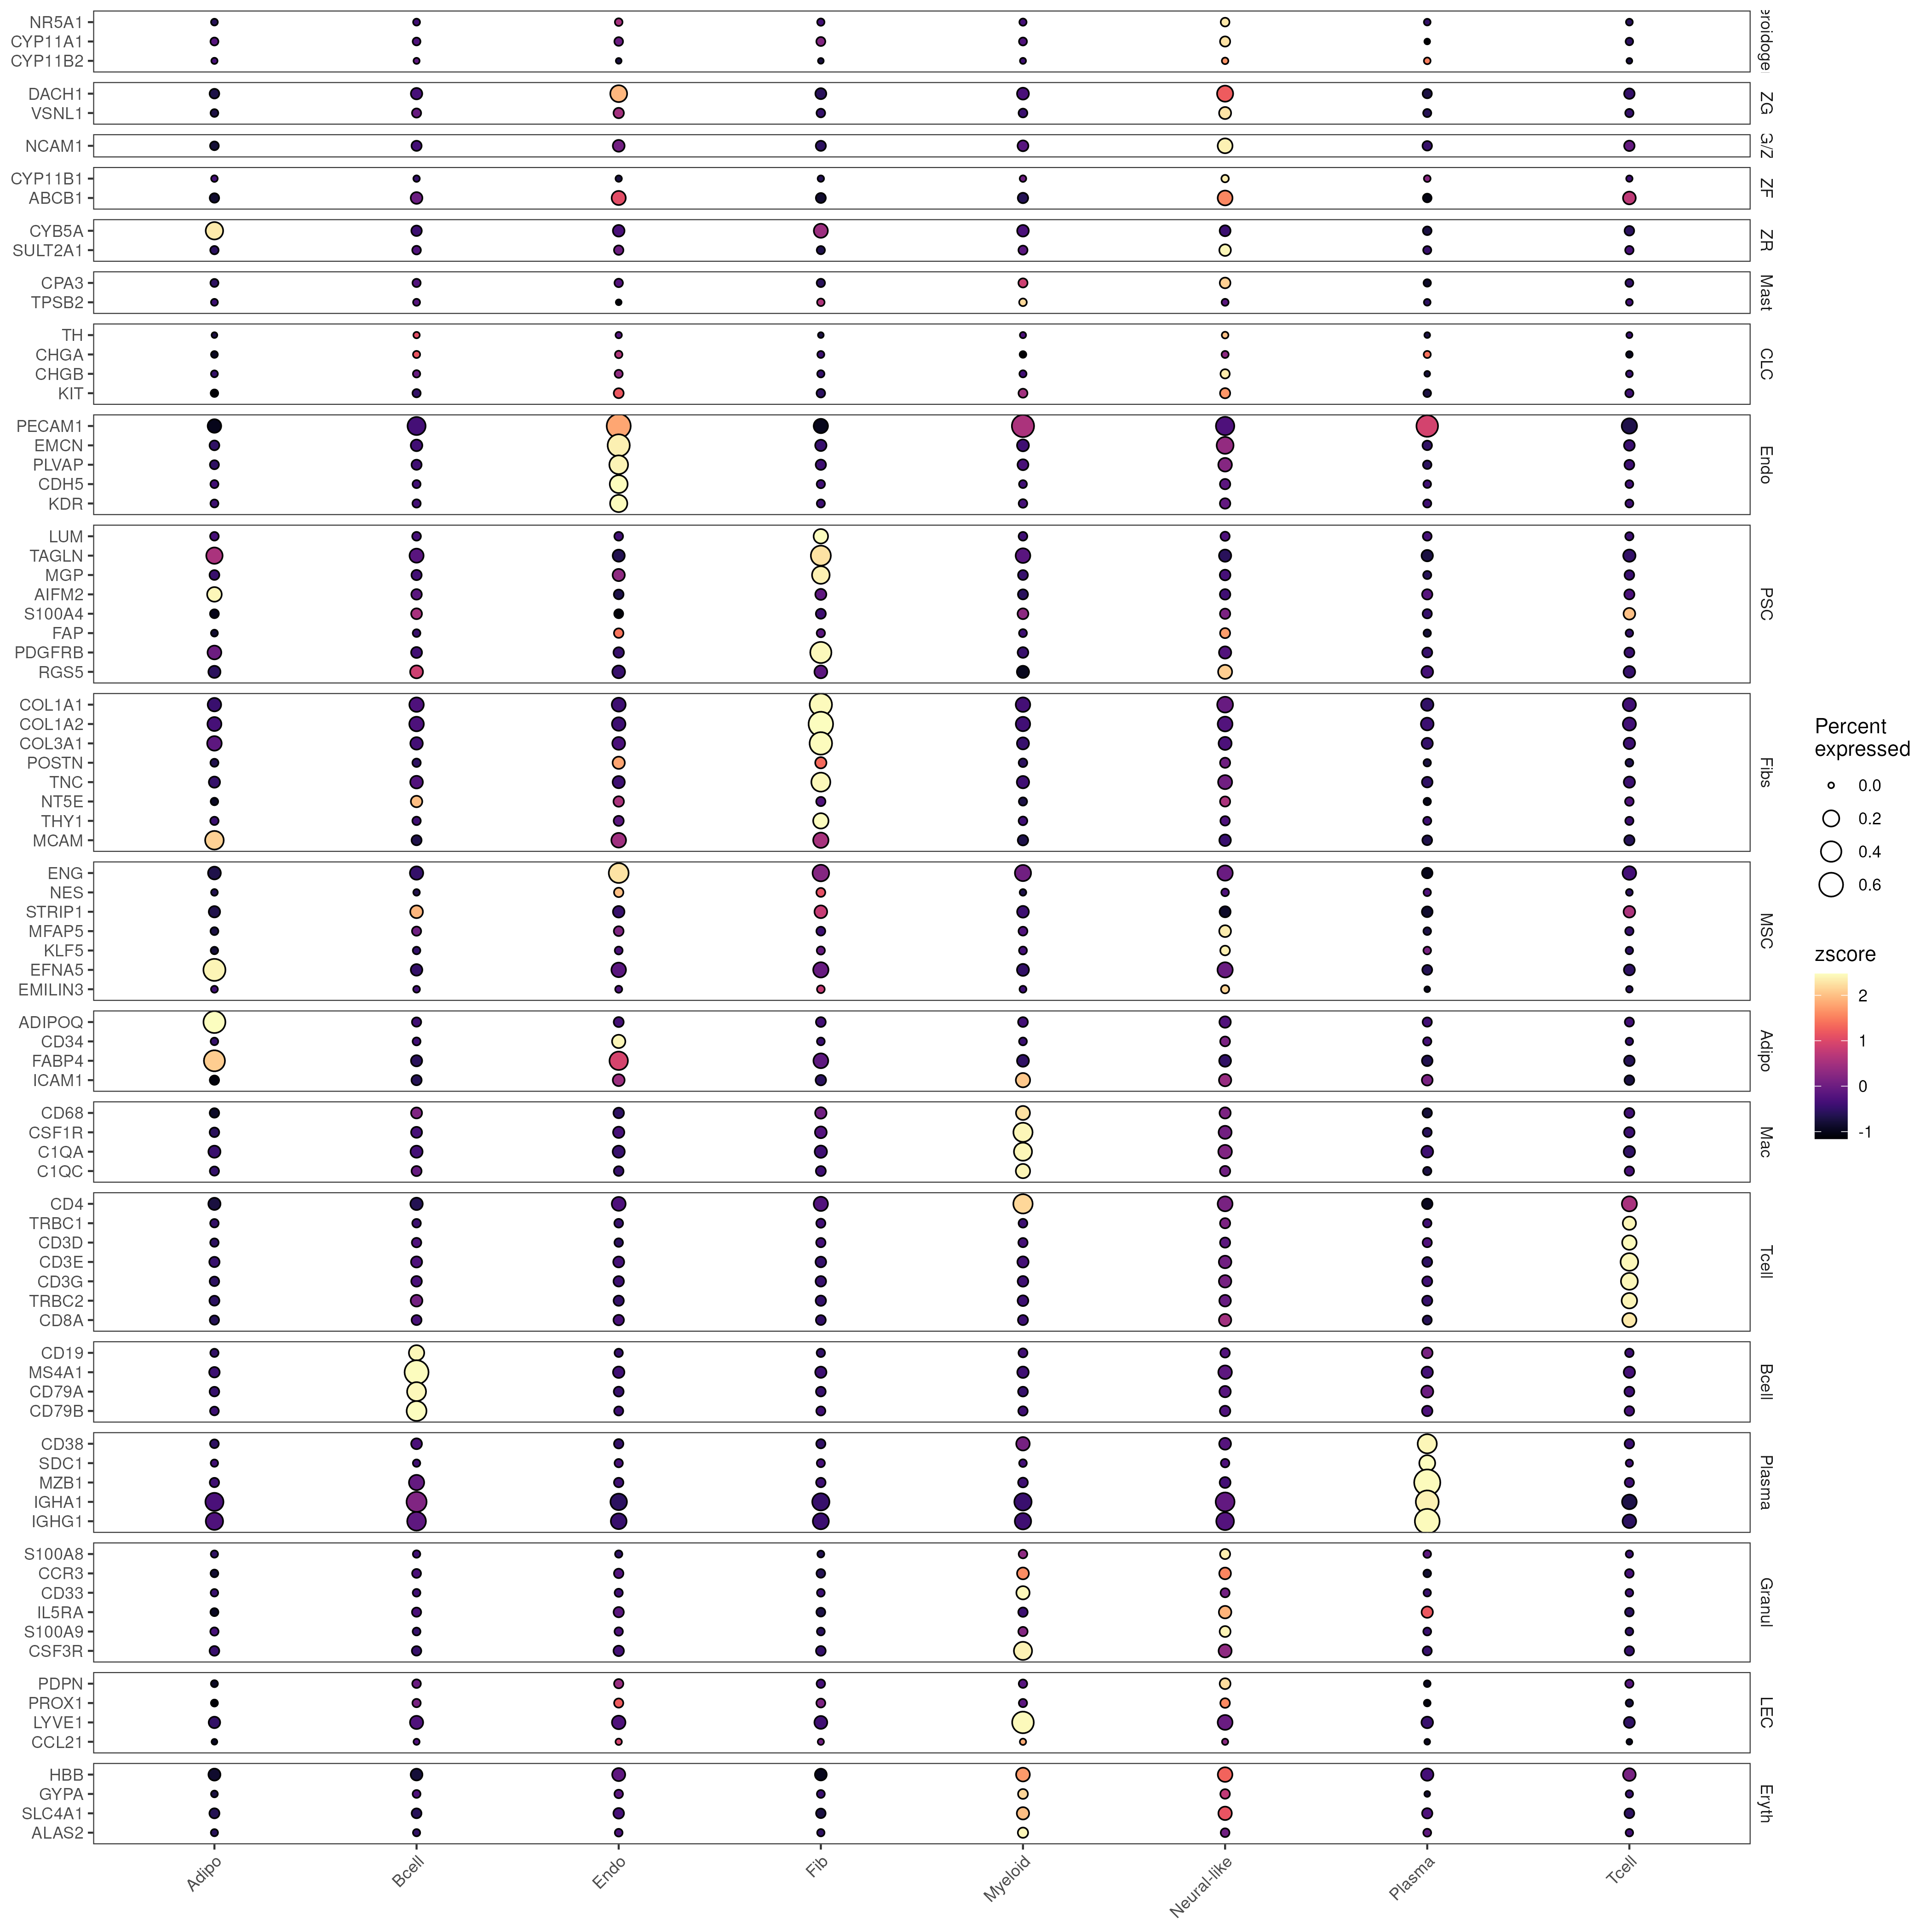 NR5A1
CYP11A1
CYP11B2
eroidoge
DACH1
VSNL1
ZG
NCAM1
G/Z
CYP11B1
ABCB1
ZF
CYB5A
SULT2A1
ZR
CPA3
TPSB2
Mast
TH
CHGA
CHGB
KIT
CLC
PECAM1
EMCN
PLVAP
CDH5
KDR
Endo
LUM
TAGLN
MGP
AIFM2
S100A4
FAP
PDGFRB
RGS5
PSC
COL1A1
COL1A2
COL3A1
POSTN
TNC
NT5E
THY1
MCAM
Fibs
ENG
NES
STRIP1
MFAP5
KLF5
EFNA5
EMILIN3
MSC
ADIPOQ
CD34
FABP4
ICAM1
Adipo
CD68
CSF1R
C1QA
C1QC
Mac
CD4
TRBC1
CD3D
CD3E
CD3G
TRBC2
CD8A
Tcell
CD19
MS4A1
CD79A
CD79B
Bcell
CD38
SDC1
MZB1
IGHA1
IGHG1
Plasma
S100A8
CCR3
CD33
IL5RA
S100A9
CSF3R
Granul
PDPN
PROX1
LYVE1
CCL21
LEC
HBB
GYPA
SLC4A1
ALAS2
Eryth
Adipo
Bcell
Endo
Fib
Myeloid
Neural-like
Plasma
Tcell
Percent
expressed
0.0
0.2
0.4
0.6
zscore
2
1
0
-1